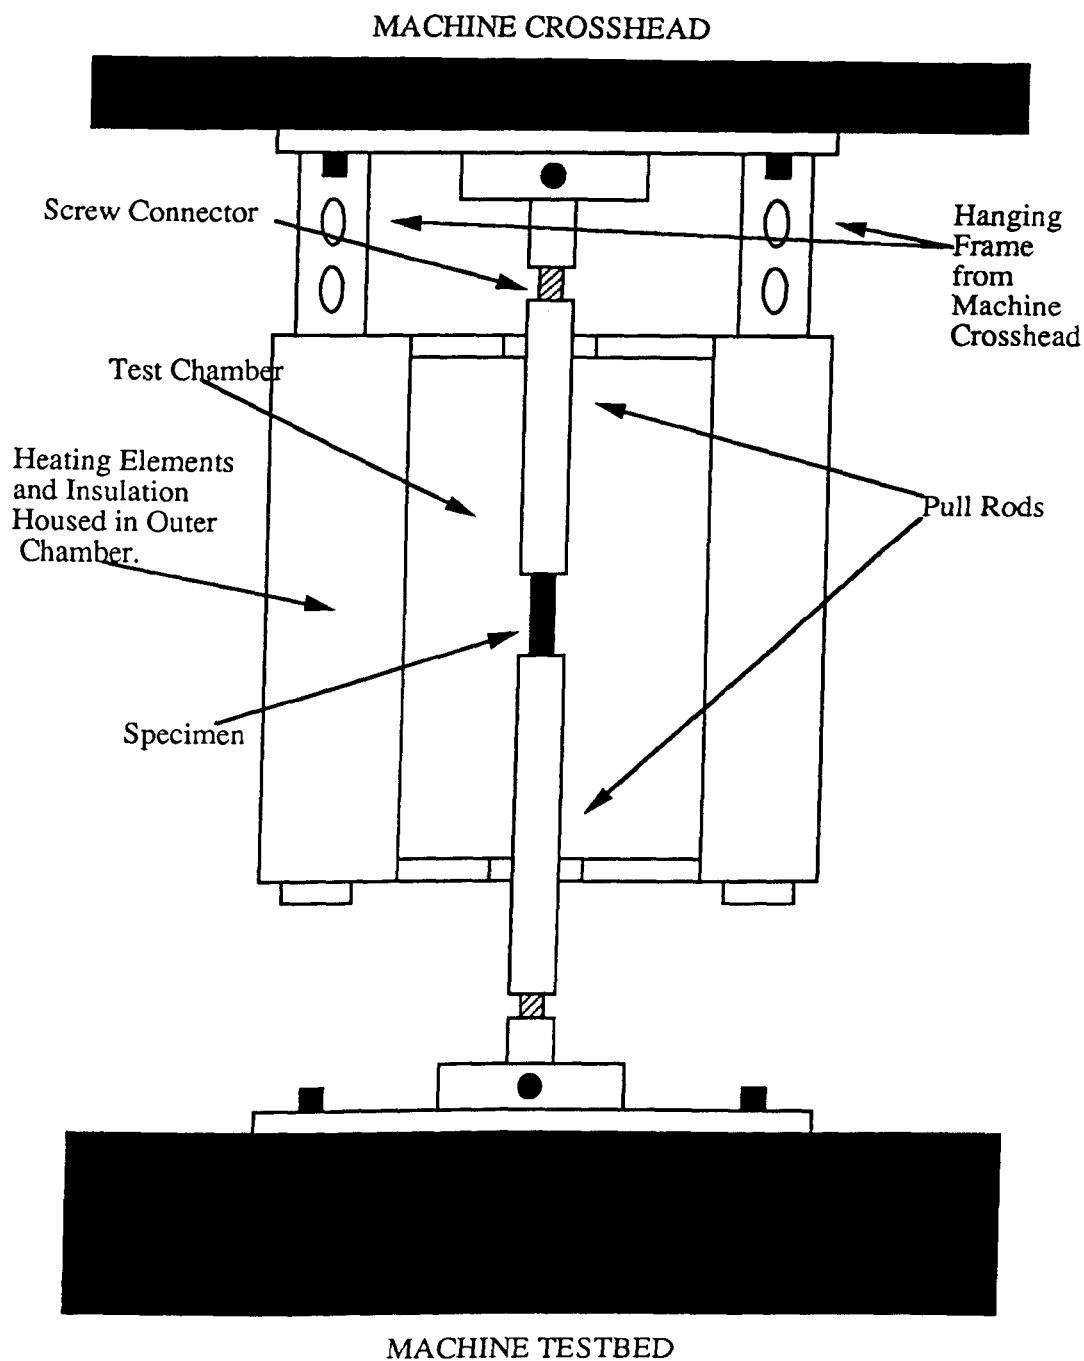 MACHINE CROSSHEAD
Screw Connector
Hanging
Frame
from
Machine
Crosshead
Test Chamber
Heating Elements
and Insulation
Housed in Outer
Chamber.
Pull Rods
Specimen
MACHINE TESTBED